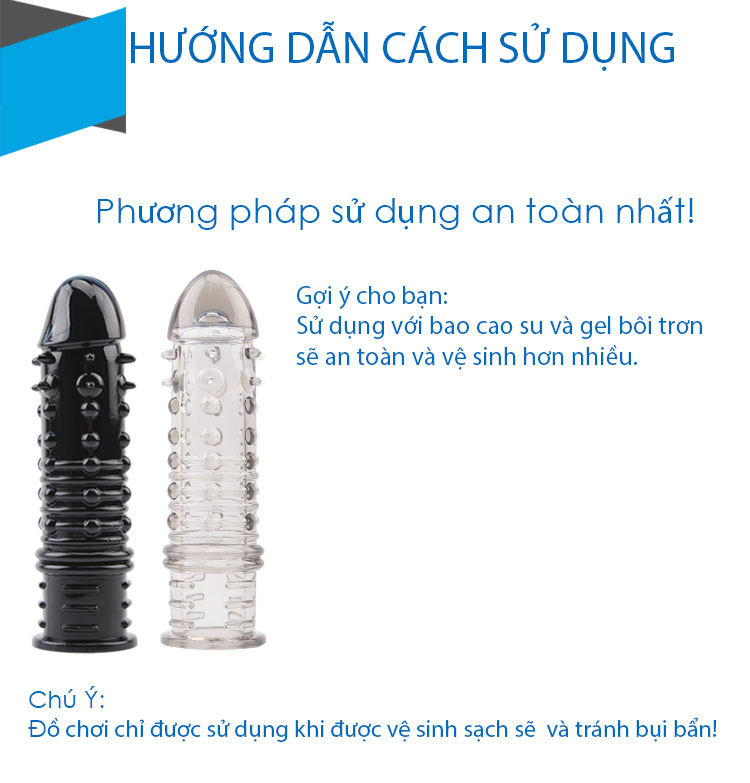 HƯỚNG DẪN CÁCH SỬ DỤNG
Phương pháp sử dụng an toàn nhất!
Gợi ý cho bạn:
Sử dụng với bao cao su và gel bôi trơn
sẽ an toàn và vệ sinh hơn nhiều.
Chú Ý:
Đồ chơi chỉ được sử dụng khi được vệ sinh sạch sẽ và tránh bụi bẩn!